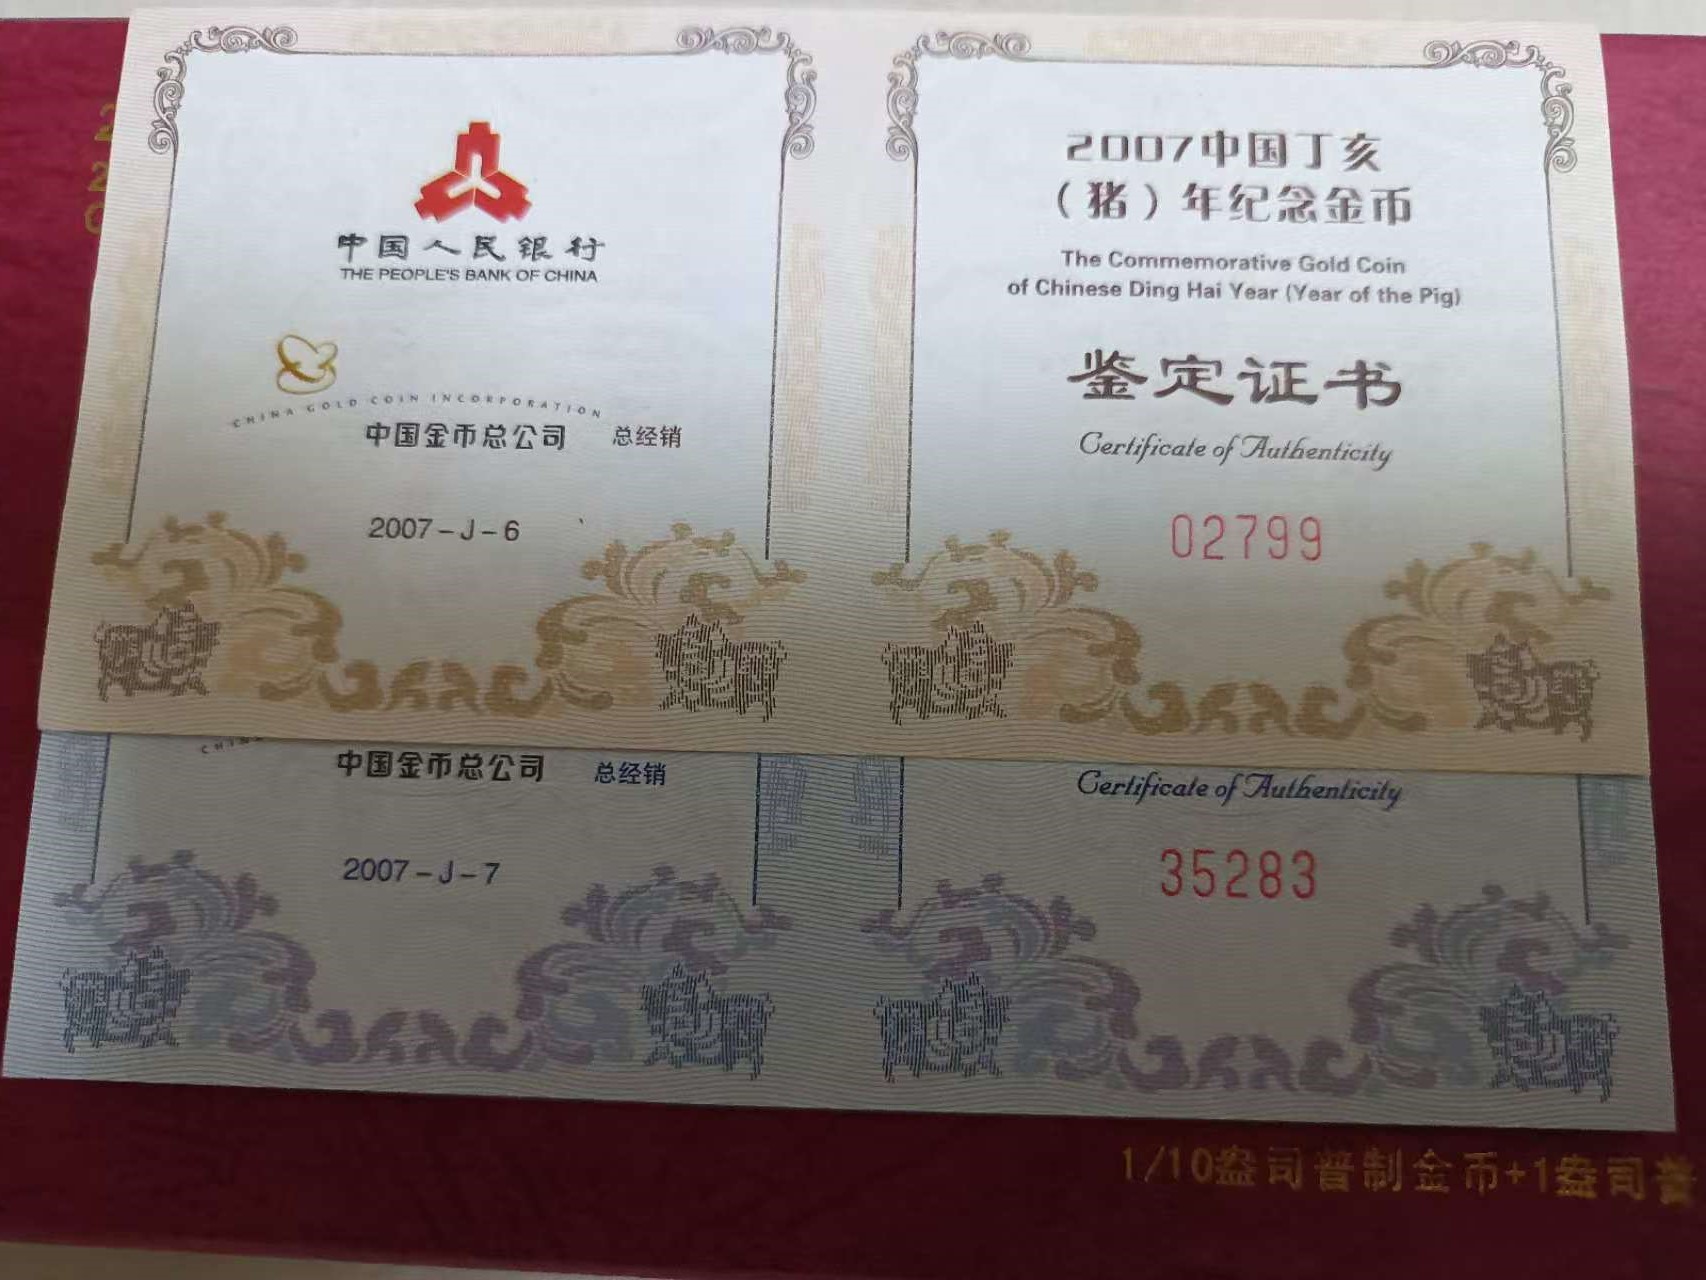 中国人民银行
THE PEOPLE'S BANK OF CHINA
CHINA GOLD COIN INCORPORATION
中国金币总公司 总经销
2007-J-6
2007中国丁亥
（猪）年纪念金币
The Commemorative Gold Coin
of Chinese Ding Hai Year (Year of the Pig)
鉴定证书
Certificate of Authenticity
02799
中国金币总公司 总经销
2007-J-7
Certificate of Authenticity
35283
1/10盎司普制金币+1盎司普